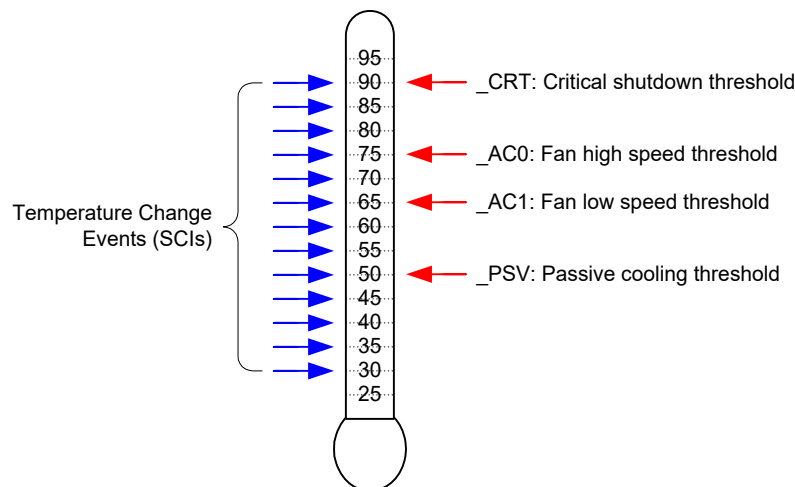 95
90
_CRT: Critical shutdown threshold
85
80
75
_AC0: Fan high speed threshold
70
65
_AC1: Fan low speed threshold
Temperature Change
Events (SCIs)
60
55
50
_PSV: Passive cooling threshold
45
40
35
30
25